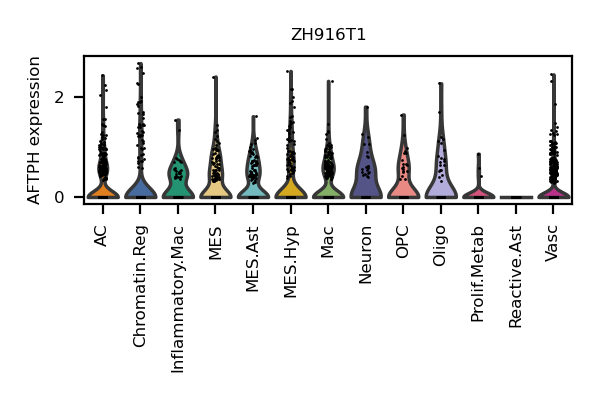 ZH916T1
AFTPH expression
2
0
AC
Chromatin.Reg
Inflammatory.Mac
MES
MES.Ast
MES.Hyp
Mac
Neuron
OPC
Oligo
Prolif.Metab
Reactive.Ast
Vasc